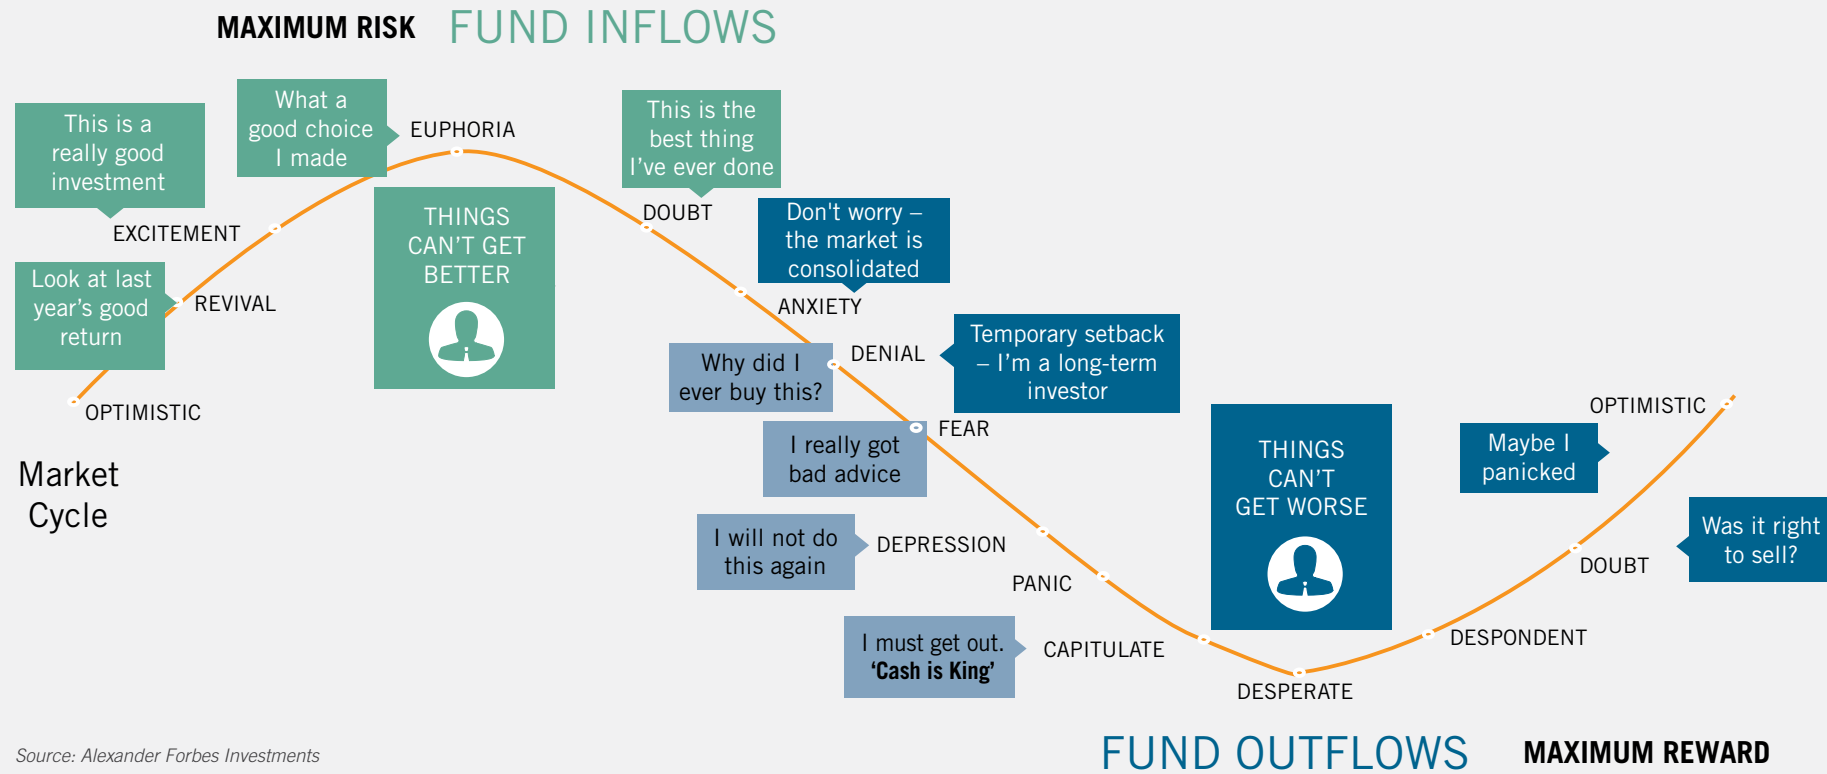 MAXIMUM RISK
FUND INFLOWS
This is a
really good
investment
What a
good choice
I made
EUPHORIA
This is the
best thing
I've ever done
EXCITEMENT
THINGS
CAN'T GET
BETTER
DOUBT
Don't worry –
the market is
consolidated
Look at last
year's good
return
REVIVAL
ANXIETY
Why did I
ever buy this?
DENIAL
Temporary setback
– I'm a long-term
investor
OPTIMISTIC
Market
Cycle
I really got
bad advice
FEAR
THINGS
CAN'T
GET WORSE
OPTIMISTIC
Maybe I
panicked
I will not do
this again
DEPRESSION
PANIC
Was it right
to sell?
DOUBT
I must get out.
‘Cash is King’
CAPITULATE
DESPONDENT
DESPERATE
FUND OUTFLOWS
MAXIMUM REWARD
Source: Alexander Forbes Investments